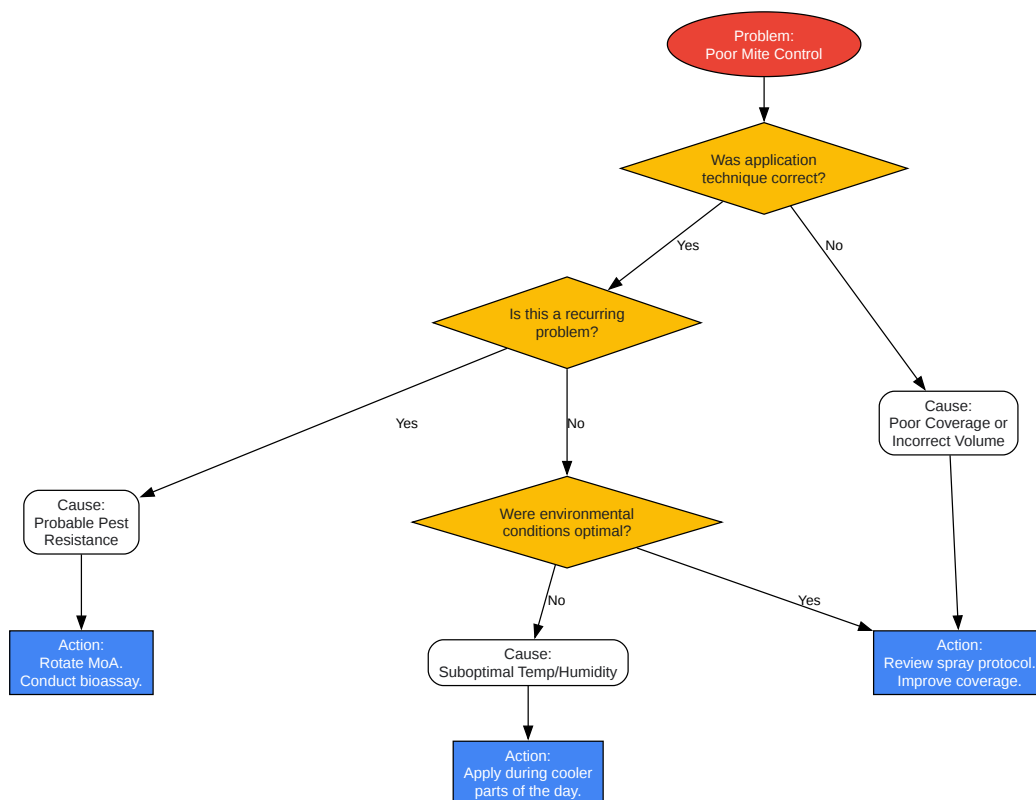 Problem:
Poor Mite Control
Was application
technique correct?
Yes
No
Is this a recurring
problem?
Yes
No
Cause:
Poor Coverage or
Incorrect Volume
Cause:
Probable Pest
Resistance
Were environmental
conditions optimal?
No
Yes
Action:
Rotate MoA.
Conduct bioassay.
Cause:
Suboptimal Temp/Humidity
Action:
Review spray protocol.
Improve coverage.
Action:
Apply during cooler
parts of the day.